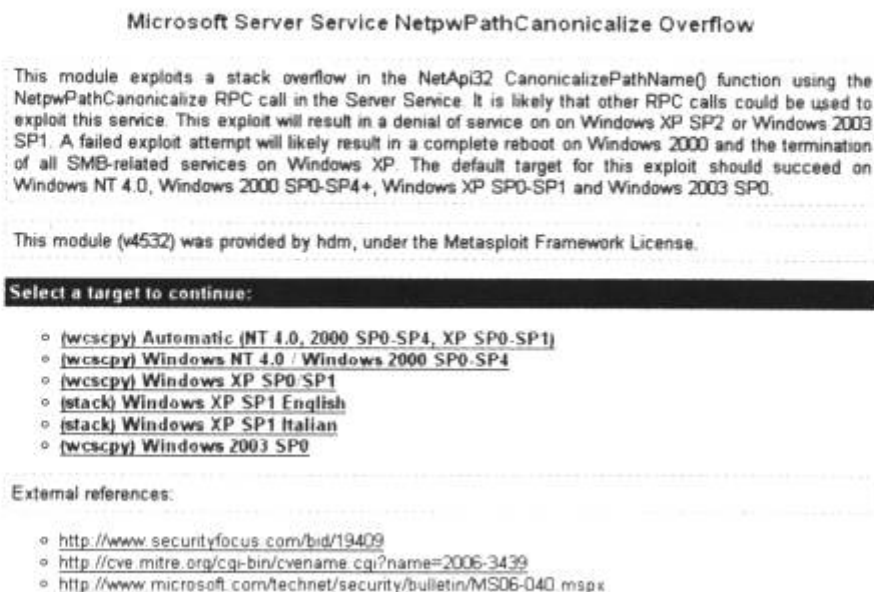 Microsoft Server Service NetpwPathCanonicalize Overflow
This module exploits a stack overflow in the NetApi32 CanonicalizePathName() function using the
NetpwPathCanonicalize RPC call in the Server Service. It is likely that other RPC calls could be used to
exploit this service. This exploit will result in a denial of service on on Windows XP SP2 or Windows 2003
SP1. A failed exploit attempt will likely result in a complete reboot on Windows 2000 and the termination
of all SMB-related services on Windows XP. The default target for this exploit should succeed on
Windows NT 4.0, Windows 2000 SP0-SP4+, Windows XP SP0-SP1 and Windows 2003 SP0.
This module (v4532) was provided by hdm, under the Metasploit Framework License.
Select a target to continue:
(wcscpy) Automatic (NT 4.0, 2000 SP0-SP4, XP SP0-SP1)
(wcscpy) Windows NT 4.0 / Windows 2000 SP0-SP4
(wcscpy) Windows XP SP0/SP1
(stack) Windows XP SP1 English
(stack) Windows XP SP1 Italian
(wcscpy) Windows 2003 SP0
External references:
http://www.securityfocus.com/bid/19409
http://cve.mitre.org/cgi-bin/cvename.cgi?name=2006-3439
http://www.microsoft.com/technet/security/bulletin/MS06-040.mspx